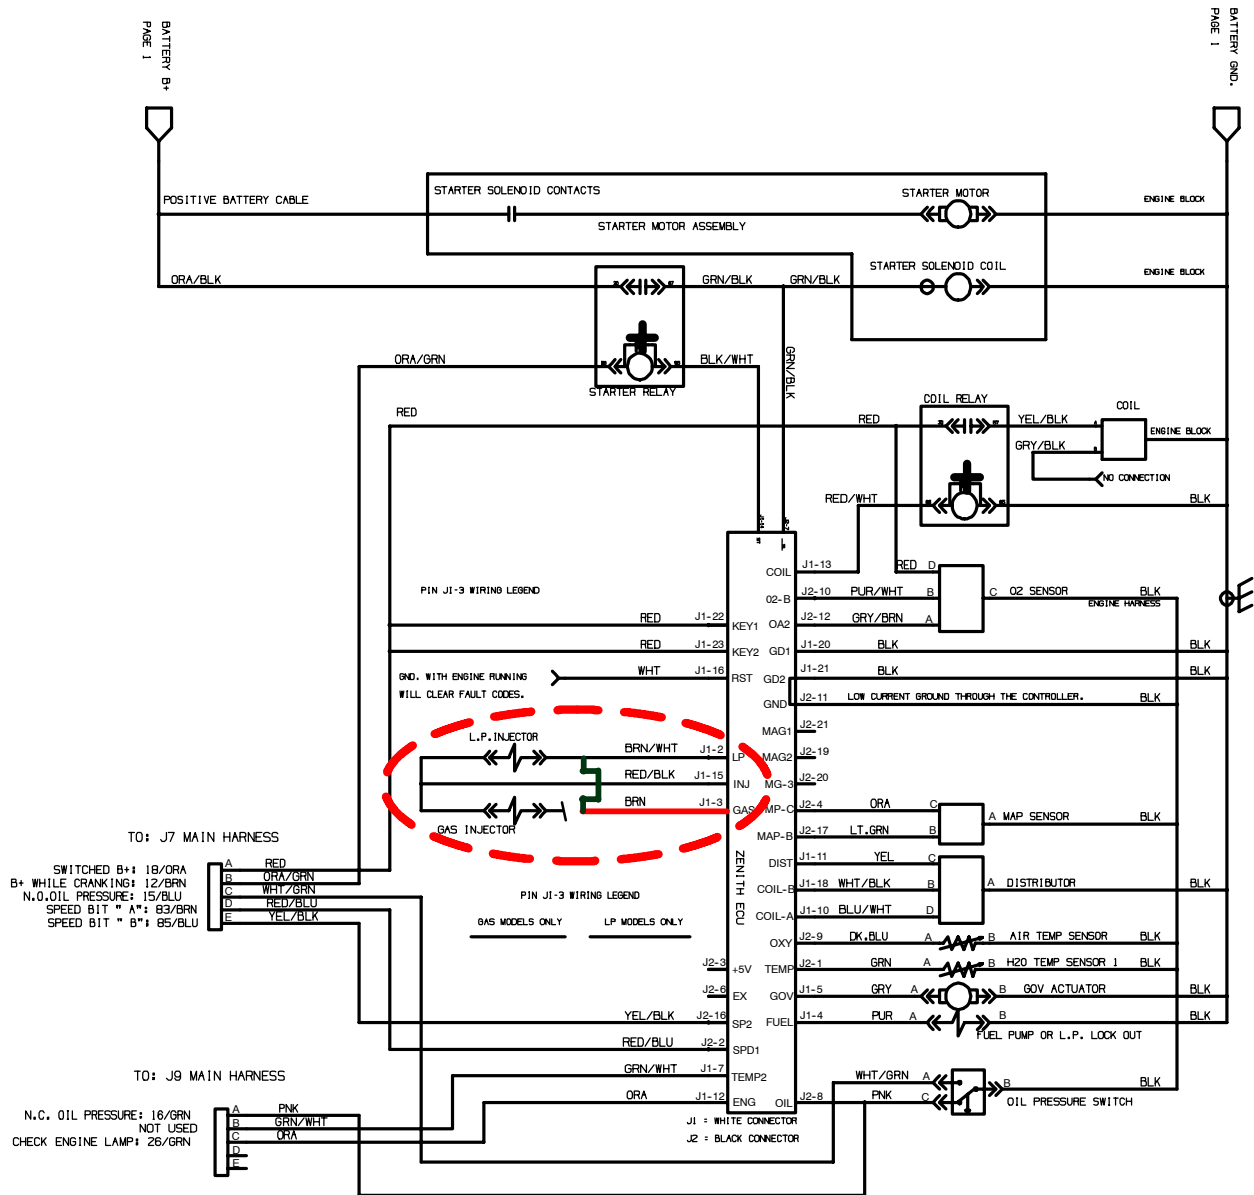 BATTERY B+
PAGE 1
BATTERY GND.
PAGE 1
POSITIVE BATTERY CABLE
STARTER SOLENOID CONTACTS
STARTER MOTOR
ENGINE BLOCK
STARTER MOTOR ASSEMBLY
ORA/BLK
GRN/BLK
GRN/BLK
STARTER SOLENOID COIL
ENGINE BLOCK
ORA/GRN
BLK/WHT
GRN/BLK
STARTER RELAY
RED
RED
COIL RELAY
YEL/BLK
COIL
GRY/BLK
ENGINE BLOCK
NO CONNECTION
RED/WHT
BLK
COIL
J1-13
RED
D
PIN JI-3 WIRING LEGEND
02-B
J2-10
PUR/WHT
B
C
O2 SENSOR
BLK
ENGINE HARNESS
RED
J1-22
KEY1
OA2
J2-12
GRY/BRN
A
RED
J1-23
KEY2
GD1
J1-20
BLK
BLK
GND. WITH ENGINE RUNNING
WILL CLEAR FAULT CODES.
WHT
J1-16
RST
GD2
J1-21
BLK
BLK
GND
J2-11
LOW CURRENT GROUND THROUGH THE CONTROLLER.
BLK
MAG1
J2-21
L.P.INJECTOR
BRN/WHT
J1-2
LP
MAG2
J2-19
RED/BLK
J1-15
INJ
MG-3
J2-20
BRN
J1-3
GAS
MP-C
J2-4
ORA
C
GAS INJECTOR
A
MAP SENSOR
BLK
MAP-B
J2-17
LT.GRN
B
ZENITH ECU
DIST
J1-11
YEL
C
COIL-B
J1-18
WHT/BLK
B
A
DISTRIBUTOR
BLK
COIL-A
J1-10
BLU/WHT
D
TO: J7 MAIN HARNESS
SWITCHED B+: 18/ORA
A
RED
B+ WHILE CRANKING: 12/BRN
B
ORA/GRN
N.O.OIL PRESSURE: 15/BLU
C
WHT/GRN
SPEED BIT " A": 83/BRN
D
RED/BLU
SPEED BIT " B": 85/BLU
E
YEL/BLK
PIN JI-3 WIRING LEGEND
GAS MODELS ONLY
LP MODELS ONLY
OXY
J2-9
DK.BLU
A
B
AIR TEMP SENSOR
BLK
J2-3
+5V
TEMP
J2-1
GRN
A
B
H2O TEMP SENSOR 1
BLK
J2-6
EX
GOV
J1-5
GRY
A
B
GOV ACTUATOR
BLK
YEL/BLK
J2-16
SP2
FUEL
J1-4
PUR
A
B
BLK
FUEL PUMP OR L.P. LOCK OUT
RED/BLU
J2-2
SPD1
GRN/WHT
J1-7
TEMP2
WHT/GRN
A
B
BLK
ORA
J1-12
ENG
OIL
J2-8
PNK
C
OIL PRESSURE SWITCH
TO: J9 MAIN HARNESS
N.C. OIL PRESSURE: 16/GRN
A
PNK
NOT USED
B
GRN/WHT
CHECK ENGINE LAMP: 26/GRN
C
ORA
D
E
J1 = WHITE CONNECTOR
J2 = BLACK CONNECTOR